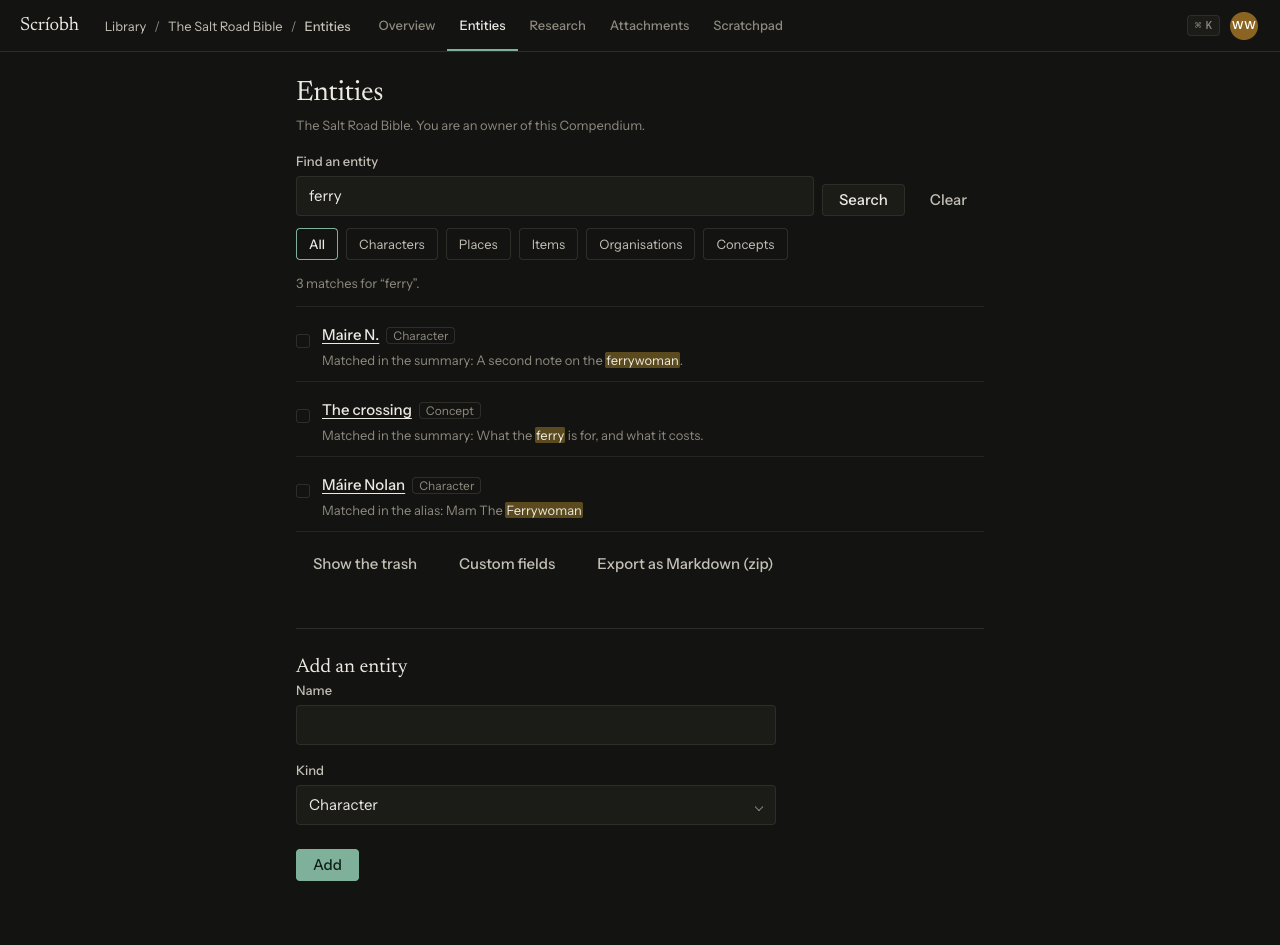 Scríobh
Library / The Salt Road Bible / Entities
Overview
Entities
Research
Attachments
Scratchpad
⌘ K
WW
Entities
The Salt Road Bible. You are an owner of this Compendium.
Find an entity
ferry
Search
Clear
All
Characters
Places
Items
Organisations
Concepts
3 matches for “ferry”.
Maire N. Character
Matched in the summary: A second note on the ferrywoman.
The crossing Concept
Matched in the summary: What the ferry is for, and what it costs.
Máire Nolan Character
Matched in the alias: Mam The Ferrywoman
Show the trash
Custom fields
Export as Markdown (zip)
Add an entity
Name
Kind
Character
Add